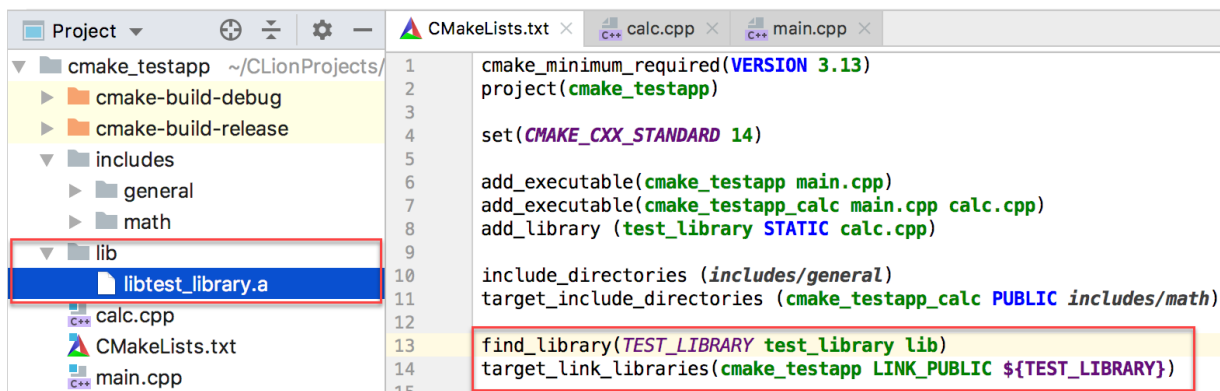 Project
cmake_testapp ~/CLionProjects/
cmake-build-debug
cmake-build-release
includes
general
math
lib
libtest_library.a
calc.cpp
CMakeLists.txt
main.cpp
CMakeLists.txt
C++ calc.cpp
C++ main.cpp
1 cmake_minimum_required(VERSION 3.13)
2 project(cmake_testapp)
3
4 set(CMAKE_CXX_STANDARD 14)
5
6 add_executable(cmake_testapp main.cpp)
7 add_executable(cmake_testapp_calc main.cpp calc.cpp)
8 add_library (test_library STATIC calc.cpp)
9
10 include_directories (includes/general)
11 target_include_directories (cmake_testapp_calc PUBLIC includes/math)
12
13 find_library(TEST_LIBRARY test_library lib)
14 target_link_libraries(cmake_testapp LINK_PUBLIC ${TEST_LIBRARY})
15